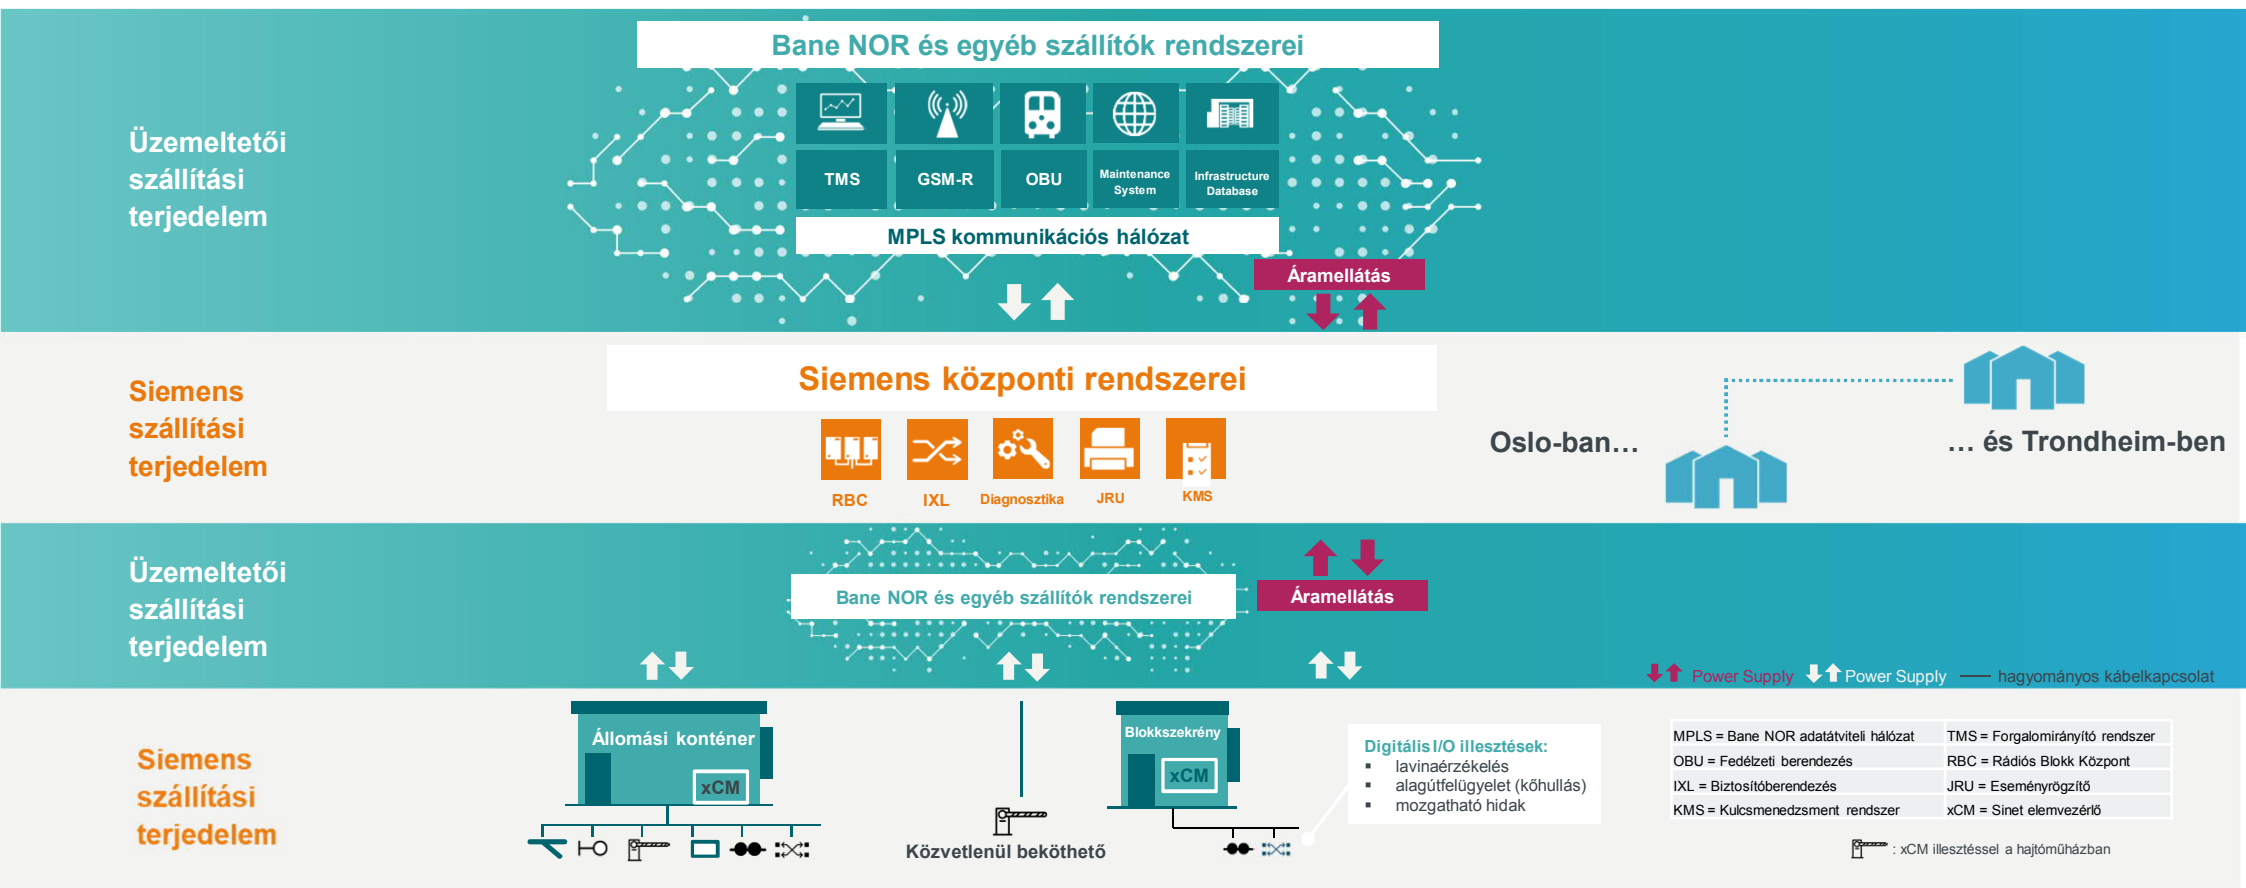 Bane NOR és egyéb szállítók rendszerei
Üzemeltetői
szállítási
terjedelem
TMS
GSM-R
OBU
Maintenance
System
Infrastructure
Database
MPLS kommunikációs hálózat
Áramellátás
Siemens
szállítási
terjedelem
Siemens központi rendszerei
RBC
IXL
Diagnosztika
JRU
KMS
Oslo-ban…
… és Trondheim-ben
Üzemeltetői
szállítási
terjedelem
Bane NOR és egyéb szállítók rendszerei
Áramellátás
Power Supply
Power Supply
hagyományos kábelkapcsolat
Siemens
szállítási
terjedelem
Állomási konténer
xCM
Közvetlenül beköthető
Blokkszekrény
xCM
Digitális I/O illesztések:
▪ lavinaérzékelés
▪ alagútfelügyelet (kőhullás)
▪ mozgatható hidak
MPLS = Bane NOR adatátviteli hálózat
TMS = Forgalomirányító rendszer
OBU = Fedélzeti berendezés
RBC = Rádiós Blokk Központ
IXL = Biztosítóberendezés
JRU = Eseményrögzítő
KMS = Kulcsmenedzsment rendszer
xCM = Sinet elemvezérlő
: xCM illesztéssel a hajtóműházban